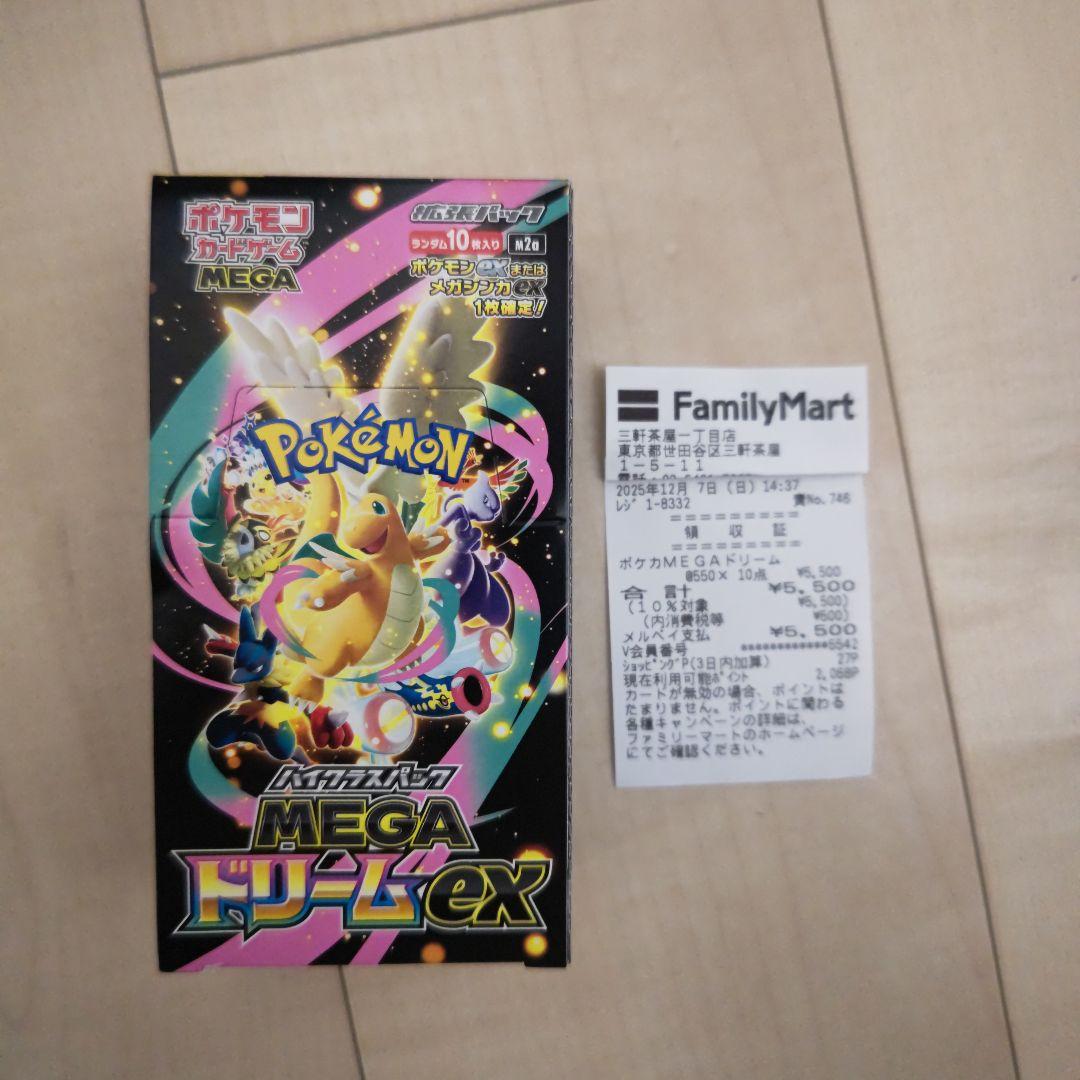 ポケモン
カードゲーム
MEGA
拡張パック
ランダム10枚入り M2a
ポケモンexまたは
メガシンカex
1枚確定!
POKéMON
TM
ハイクラスパック
MEGA
ドリームex
FamilyMart
三軒茶屋一丁目店
東京都世田谷区三軒茶屋
1-5-11
2025年12月 7日(日) 14:37
レジ 1-8332 責No.746
=========
領 収 証
=========
ポケカMEGAドリーム
@550× 10点 ¥5,500
合 計 ¥5,500
(10%対象 ¥5,500)
(内消費税等 ¥500)
メルペイ支払 ¥5,500
V会員番号 ************5542
ショッピングP(3日内加算) 27P
現在利用可能ポイント 2,058P
カードが無効の場合、ポイントは
たまりません。ポイントに関わる
各種キャンペーンの詳細は、
ファミリーマートのホームページ
にてご確認ください。